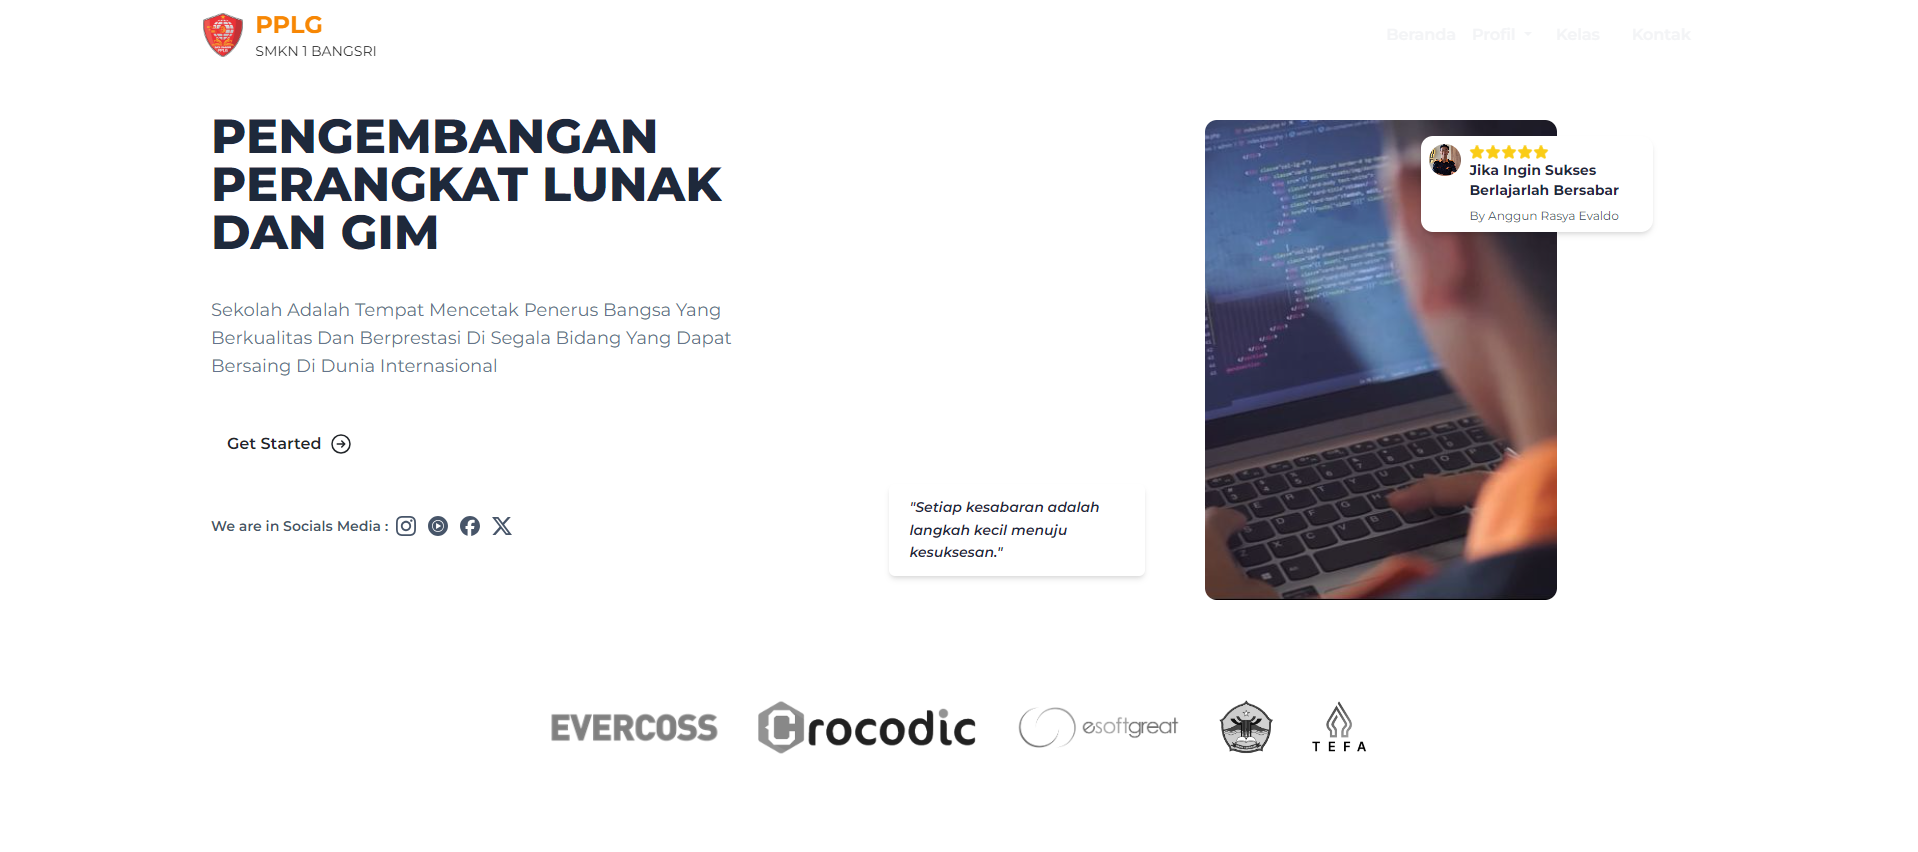 PPLG
SMKN 1 BANGSRI
Beranda Profil Kelas Kontak
PENGEMBANGAN
PERANGKAT LUNAK
DAN GIM
Sekolah Adalah Tempat Mencetak Penerus Bangsa Yang
Berkualitas Dan Berprestasi Di Segala Bidang Yang Dapat
Bersaing Di Dunia Internasional
Get Started
We are in Socials Media :
Jika Ingin Sukses
Berlajarlah Bersabar
By Anggun Rasya Evaldo
"Setiap kesabaran adalah
langkah kecil menuju
kesuksesan."
EVERCOSS
Crocodic
esoftgreat
TEFA